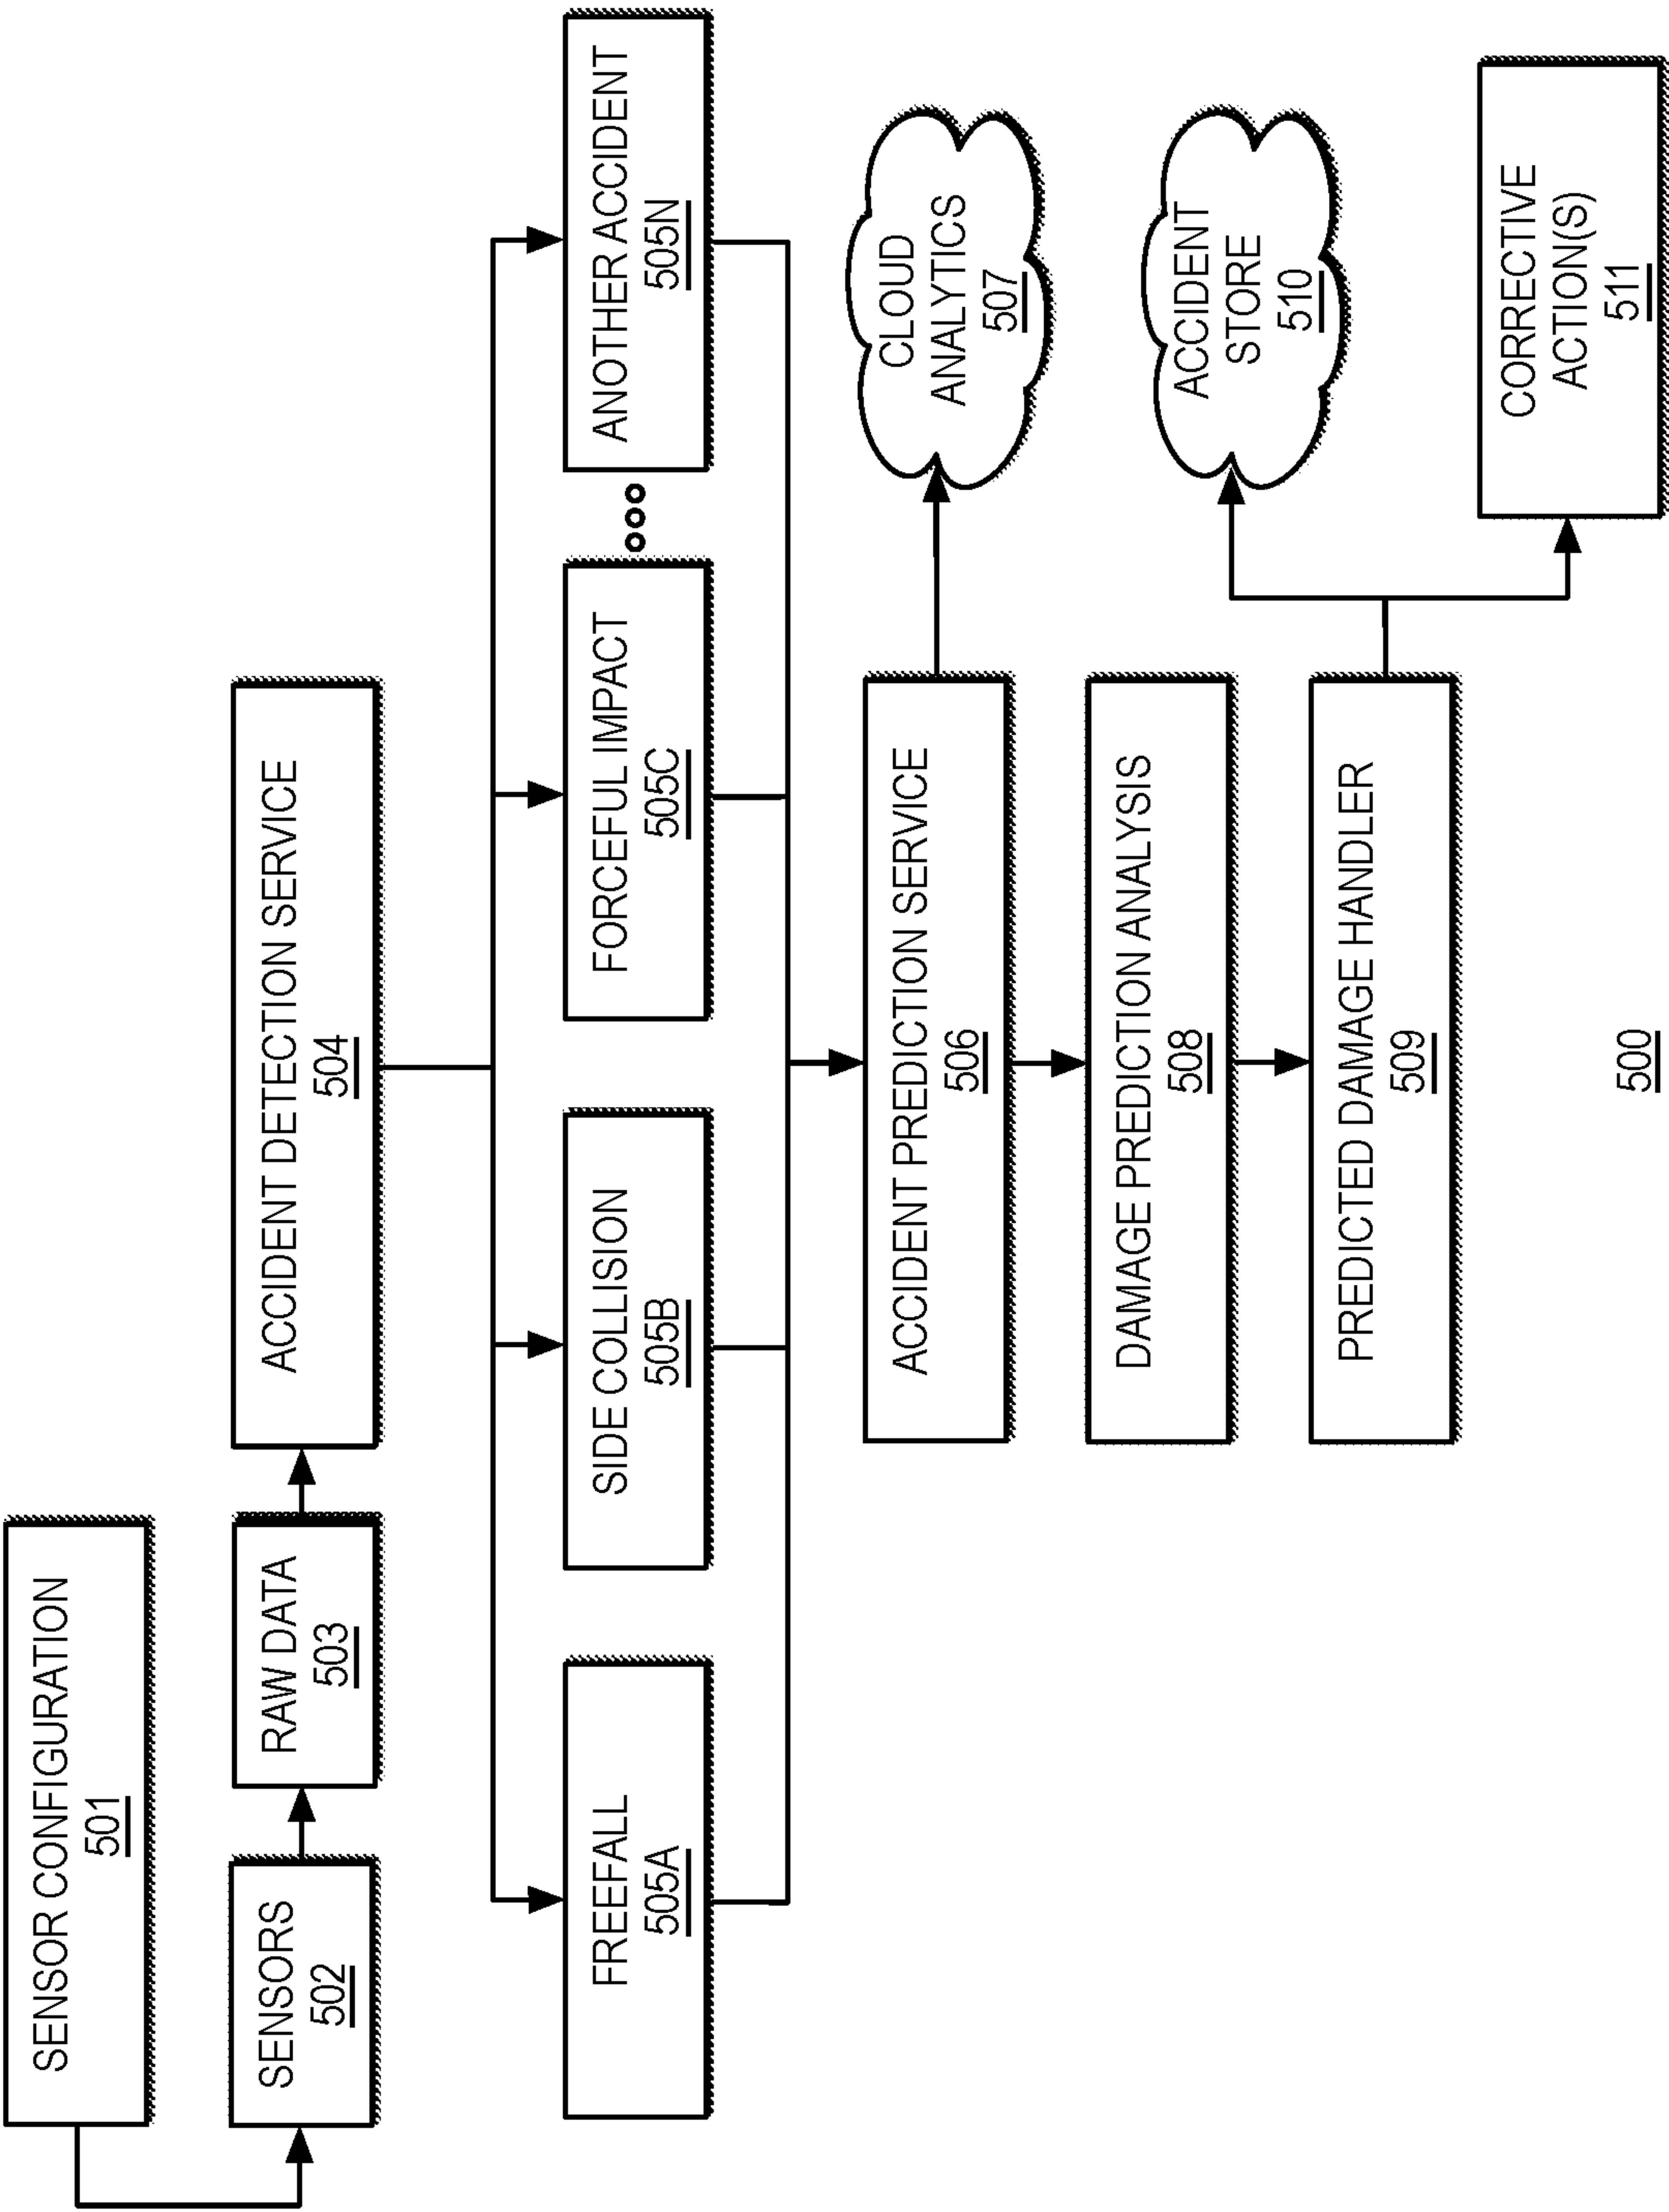 SENSOR CONFIGURATION
501
SENSORS
502
RAW DATA
503
ACCIDENT DETECTION SERVICE
504
FREEFALL
505A
SIDE COLLISION
505B
FORCEFUL IMPACT
505C
ANOTHER ACCIDENT
505N
ACCIDENT PREDICTION SERVICE
506
CLOUD
ANALYTICS
507
DAMAGE PREDICTION ANALYSIS
508
PREDICTED DAMAGE HANDLER
509
ACCIDENT
STORE
510
CORRECTIVE
ACTION(S)
511
500